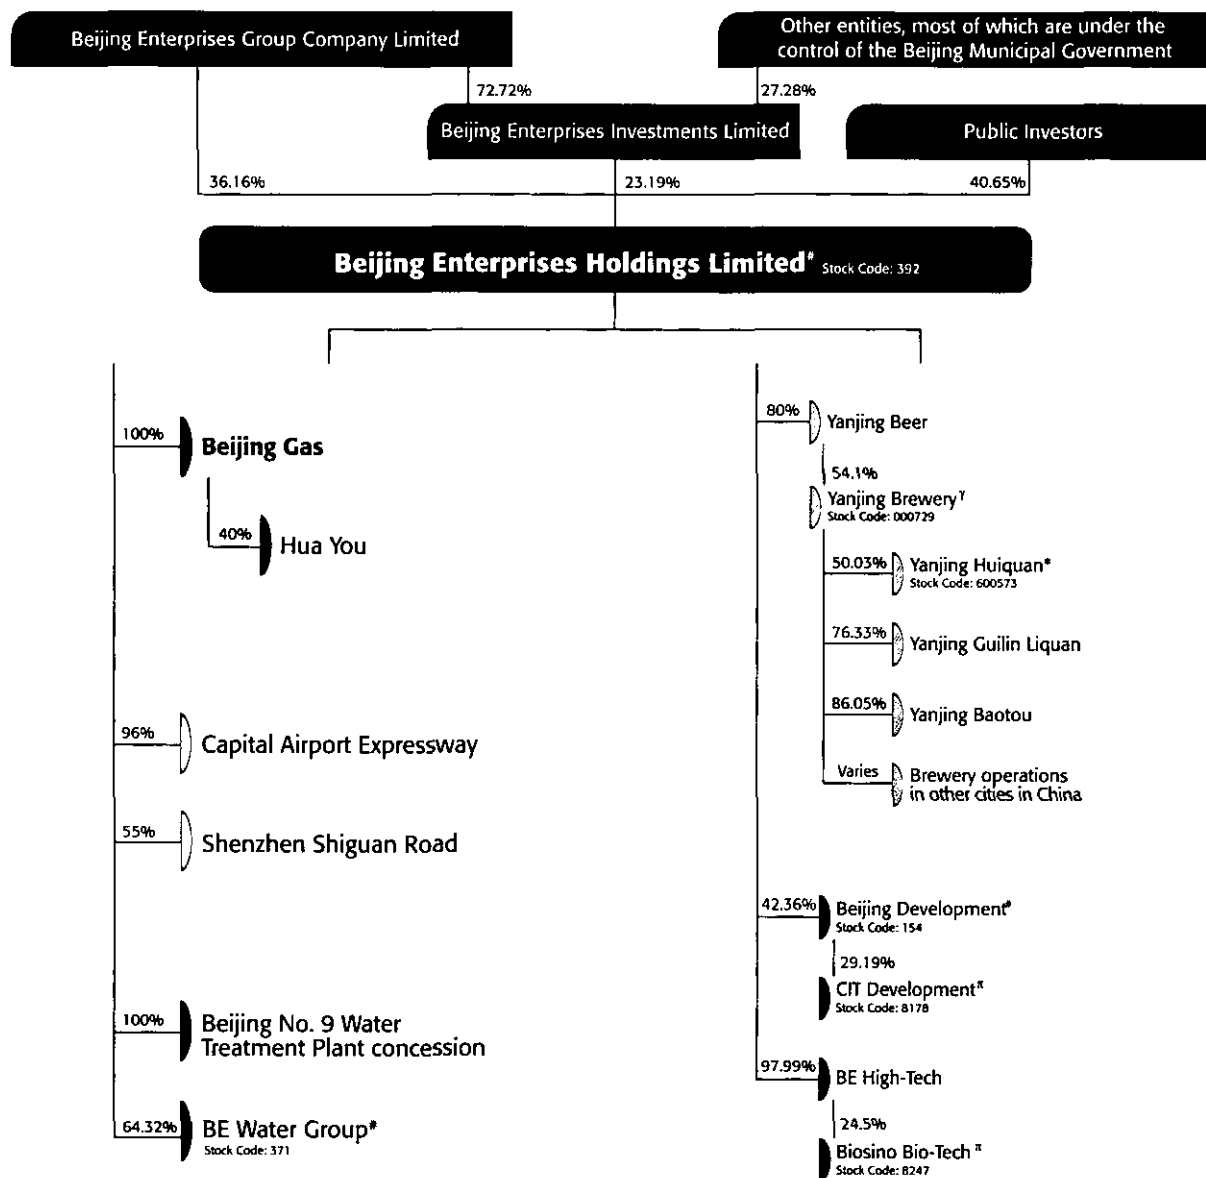 Beijing Enterprises Group Company Limited
Other entities, most of which are under the
control of the Beijing Municipal Government
72.72%
27.28%
Beijing Enterprises Investments Limited
Public Investors
36.16%
23.19%
40.65%
Beijing Enterprises Holdings Limited# Stock Code: 392
100%
Beijing Gas
40%
Hua You
96%
Capital Airport Expressway
55%
Shenzhen Shiguan Road
100%
Beijing No. 9 Water
Treatment Plant concession
64.32%
BE Water Group#
Stock Code: 371
80%
Yanjing Beer
54.1%
Yanjing Brewery γ
Stock Code: 000729
50.03%
Yanjing Huiquan*
Stock Code: 600573
76.33%
Yanjing Guilin Liquan
86.05%
Yanjing Baotou
Varies
Brewery operations
in other cities in China
42.36%
Beijing Development#
Stock Code: 154
29.19%
CIT Development π
Stock Code: 8178
97.99%
BE High-Tech
24.5%
Biosino Bio-Tech π
Stock Code: 8247